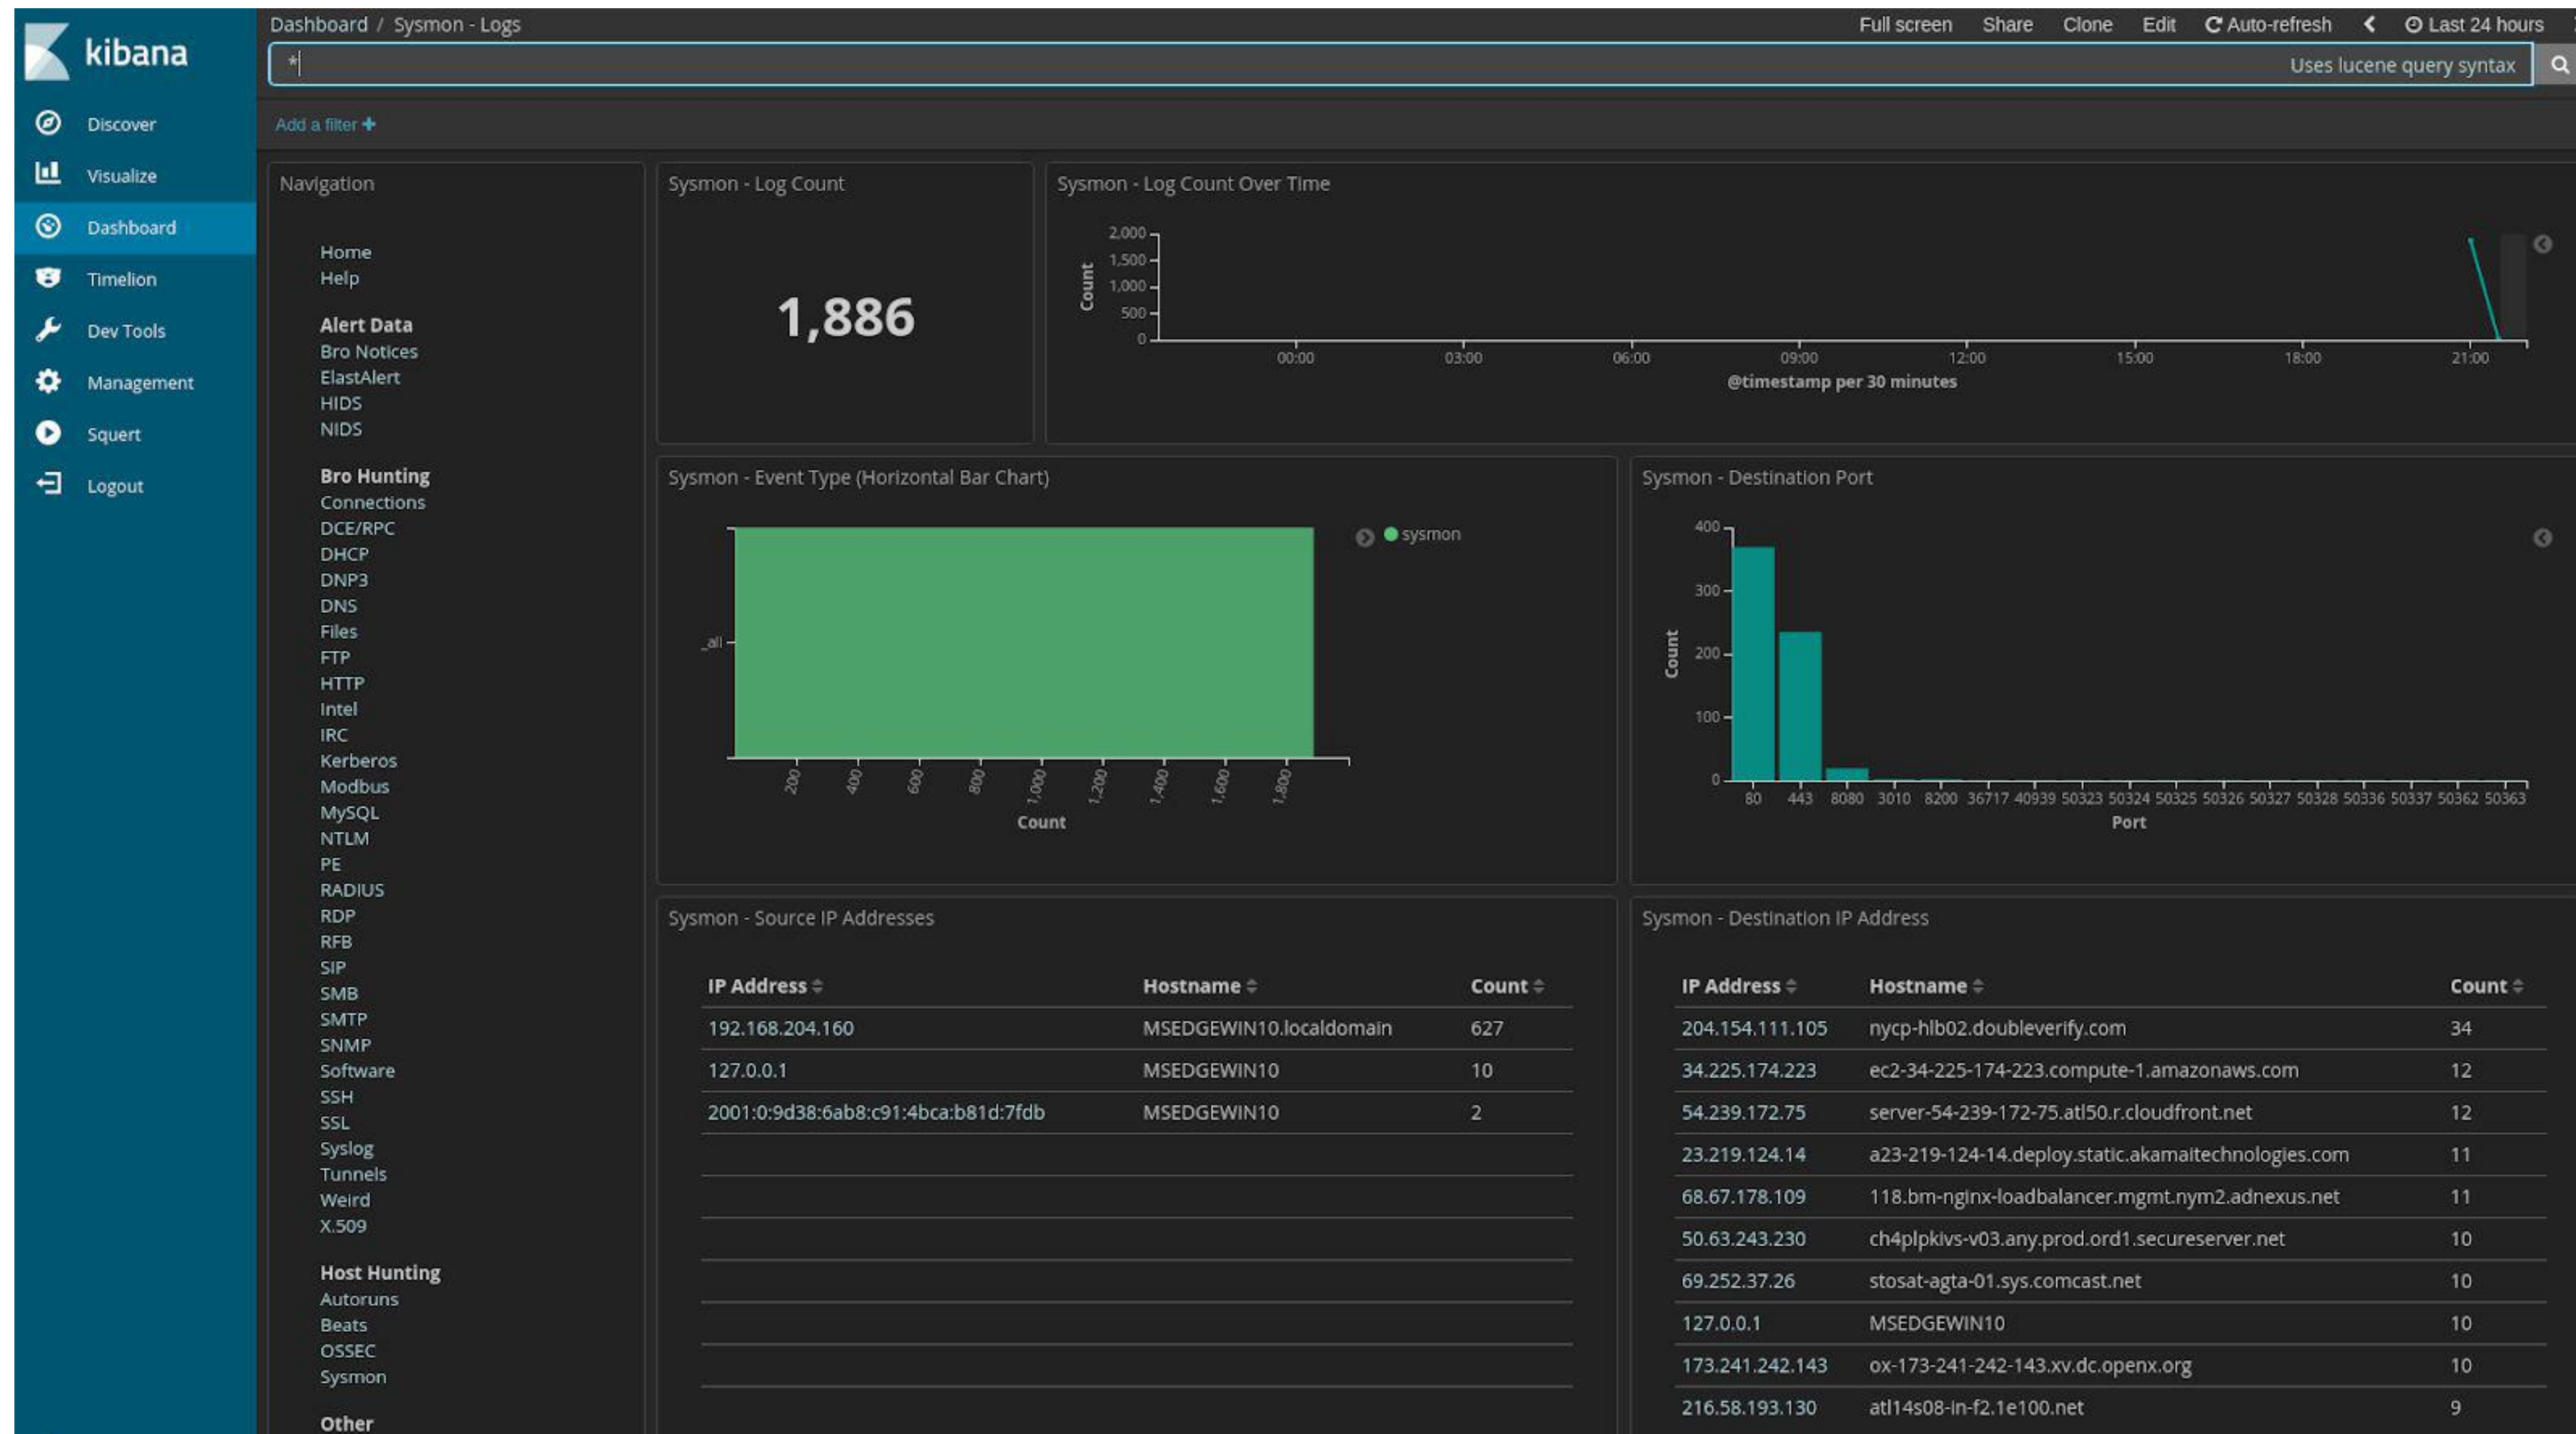 kibana
Discover
Visualize
Dashboard
Timelion
Dev Tools
Management
Squert
Logout
Dashboard / Sysmon - Logs
Full screen Share Clone Edit Auto-refresh Last 24 hours
*
Uses lucene query syntax
Add a filter
Navigation
Home
Help
Alert Data
Bro Notices
ElastAlert
HIDS
NIDS
Bro Hunting
Connections
DCE/RPC
DHCP
DNP3
DNS
Files
FTP
HTTP
Intel
IRC
Kerberos
Modbus
MySQL
NTLM
PE
RADIUS
RDP
RFB
SIP
SMB
SMTP
SNMP
Software
SSH
SSL
Syslog
Tunnels
Weird
X.509
Host Hunting
Autoruns
Beats
OSSEC
Sysmon
Other
Sysmon - Log Count
1,886
Sysmon - Log Count Over Time
2,000
1,500
1,000
500
0
Count
00:00 03:00 06:00 09:00 12:00 15:00 18:00 21:00
@timestamp per 30 minutes
Sysmon - Event Type (Horizontal Bar Chart)
sysmon
_all
200 400 600 800 1,000 1,200 1,400 1,600 1,800
Count
Sysmon - Destination Port
400
300
200
100
0
Count
80 443 8080 3010 8200 36717 40939 50323 50324 50325 50326 50327 50328 50336 50337 50362 50363
Port
Sysmon - Source IP Addresses
IP Address Hostname Count
192.168.204.160 MSEDGEWIN10.localdomain 627
127.0.0.1 MSEDGEWIN10 10
2001:0:9d38:6ab8:c91:4bca:b81d:7fdb MSEDGEWIN10 2
Sysmon - Destination IP Address
IP Address Hostname Count
204.154.111.105 nycp-hlb02.doubleverify.com 34
34.225.174.223 ec2-34-225-174-223.compute-1.amazonaws.com 12
54.239.172.75 server-54-239-172-75.atl50.r.cloudfront.net 12
23.219.124.14 a23-219-124-14.deploy.static.akamaitechnologies.com 11
68.67.178.109 118.bm-nginx-loadbalancer.mgmt.nym2.adnexus.net 11
50.63.243.230 ch4plpkivs-v03.any.prod.ord1.secureserver.net 10
69.252.37.26 stosat-agta-01.sys.comcast.net 10
127.0.0.1 MSEDGEWIN10 10
173.241.242.143 ox-173-241-242-143.xv.dc.openx.org 10
216.58.193.130 atl14s08-in-f2.1e100.net 9